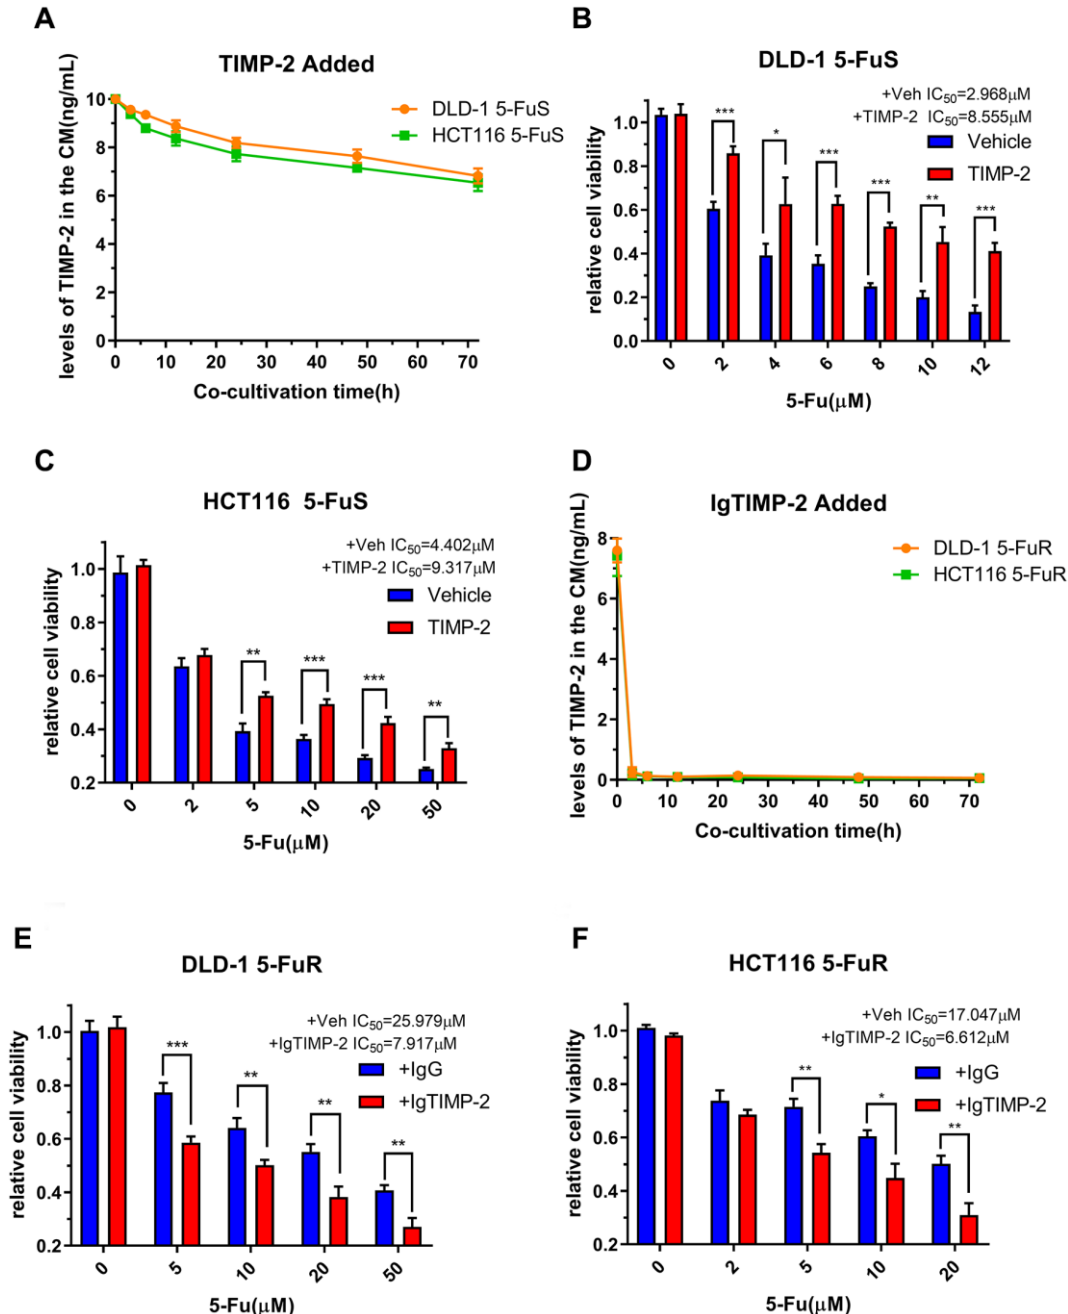 A
TIMP-2 Added
levels of TIMP-2 in the CM(ng/mL)
10
8
6
4
2
0
DLD-1 5-FuS
HCT116 5-FuS
0 10 20 30 40 50 60 70
Co-cultivation time(h)
B
DLD-1 5-FuS
+Veh IC50=2.968μM
+TIMP-2 IC50=8.555μM
Vehicle
TIMP-2
relative cell viability
1.0
0.8
0.6
0.4
0.2
0.0
*** * *** *** ** ***
0 2 4 6 8 10 12
5-Fu(μM)
C
HCT116 5-FuS
+Veh IC50=4.402μM
+TIMP-2 IC50=9.317μM
Vehicle
TIMP-2
relative cell viability
1.0
0.8
0.6
0.4
0.2
** *** *** **
0 2 5 10 20 50
5-Fu(μM)
D
IgTIMP-2 Added
levels of TIMP-2 in the CM(ng/mL)
8
6
4
2
0
DLD-1 5-FuR
HCT116 5-FuR
0 10 20 30 40 50 60 70
Co-cultivation time(h)
E
DLD-1 5-FuR
+Veh IC50=25.979μM
+IgTIMP-2 IC50=7.917μM
+IgG
+IgTIMP-2
relative cell viability
1.0
0.8
0.6
0.4
0.2
*** ** ** **
0 5 10 20 50
5-Fu(μM)
F
HCT116 5-FuR
+Veh IC50=17.047μM
+IgTIMP-2 IC50=6.612μM
+IgG
+IgTIMP-2
relative cell viability
1.0
0.8
0.6
0.4
0.2
** * **
0 2 5 10 20
5-Fu(μM)